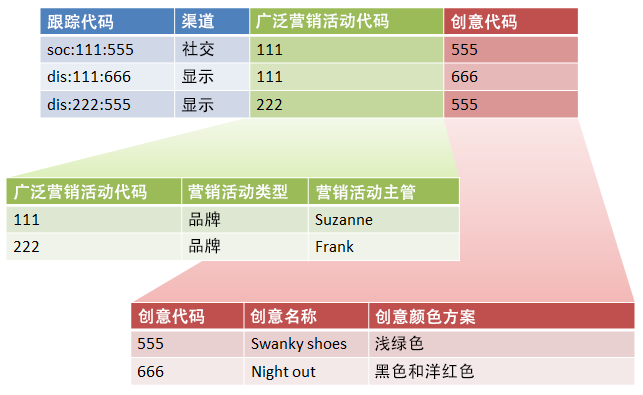 跟踪代码 渠道 广泛营销活动代码 创意代码
soc:111:555 社交 111 555
dis:111:666 显示 111 666
dis:222:555 显示 222 555
广泛营销活动代码 营销活动类型 营销活动主管
111 品牌 Suzanne
222 品牌 Frank
创意代码 创意名称 创意颜色方案
555 Swanky shoes 浅绿色
666 Night out 黑色和洋红色